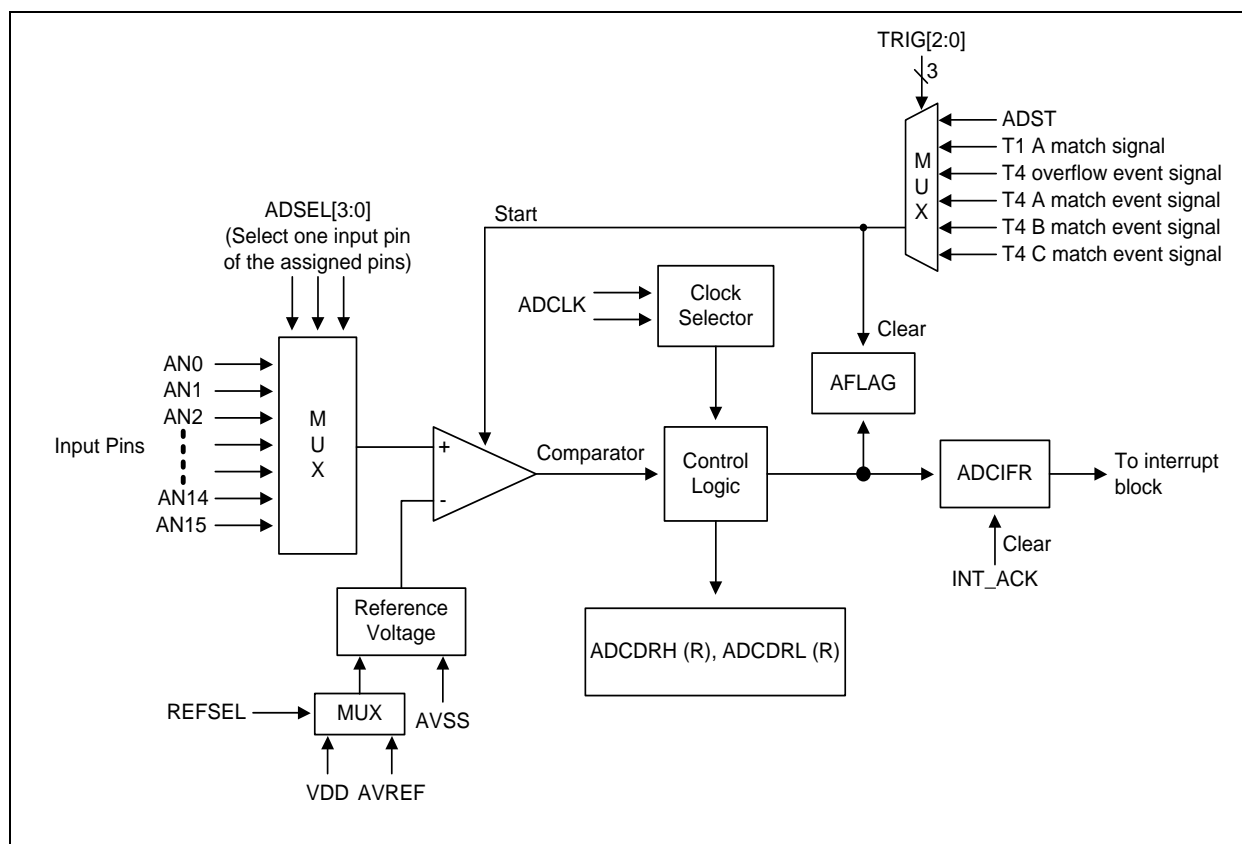 TRIG[2:0]
3
ADST
T1 A match signal
T4 overflow event signal
T4 A match event signal
T4 B match event signal
T4 C match event signal
M
U
X
ADSEL[3:0]
(Select one input pin
of the assigned pins)
Start
ADCLK
Clock
Selector
Clear
AFLAG
Input Pins
AN0
AN1
AN2
AN14
AN15
M
U
X
+
-
Comparator
Control
Logic
ADCIFR
To interrupt
block
Clear
INT_ACK
Reference
Voltage
ADCDRH (R), ADCDRL (R)
REFSEL
MUX
AVSS
VDD AVREF